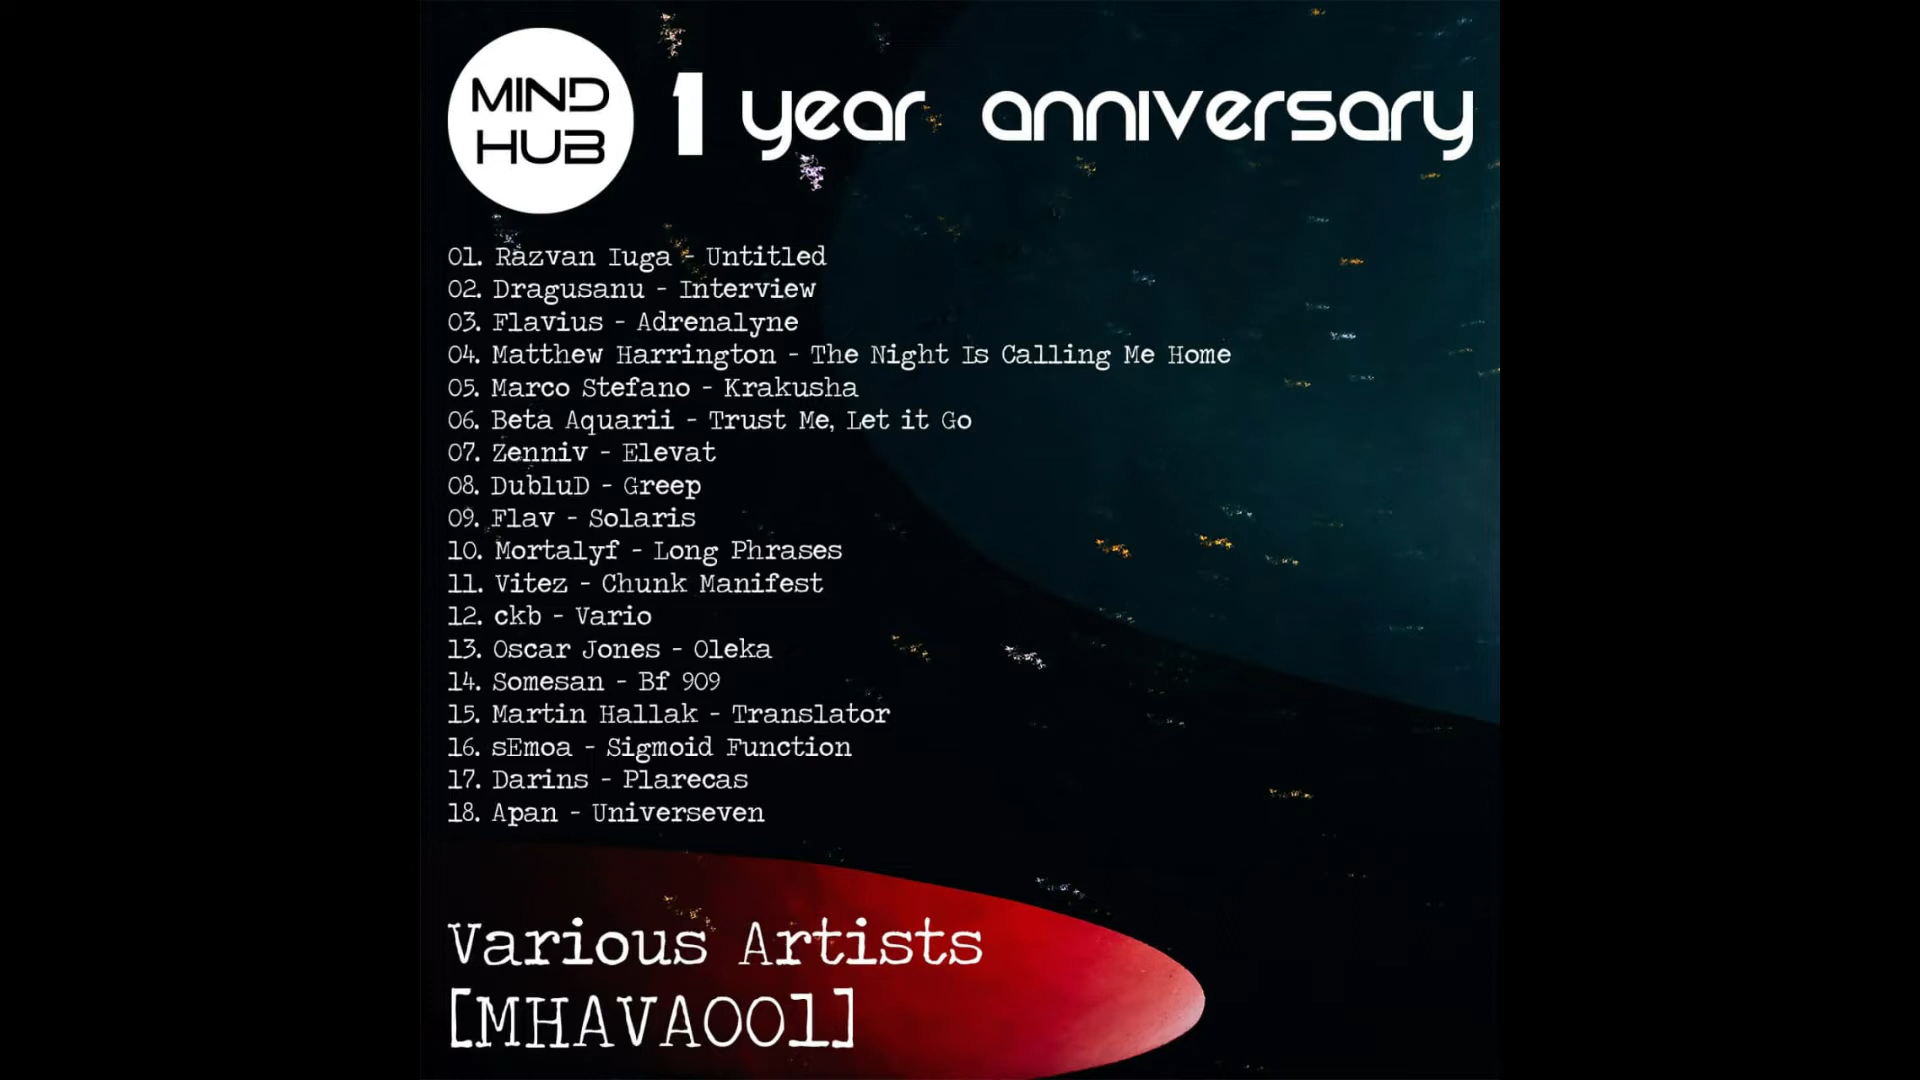 MIND
HUB
1 year anniversary
01. Razvan Iuga - Untitled
02. Dragusanu - Interview
03. Flavius - Adrenalyne
04. Matthew Harrington - The Night Is Calling Me Home
05. Marco Stefano - Krakusha
06. Beta Aquarii - Trust Me, Let it Go
07. Zenniv - Elevat
08. DubluD - Greep
09. Flav - Solaris
10. Mortalyf - Long Phrases
11. Vitez - Chunk Manifest
12. ckb - Vario
13. Oscar Jones - Oleka
14. Somesan - Bf 909
15. Martin Hallak - Translator
16. sEmoa - Sigmoid Function
17. Darins - Plarecas
18. Apan - Universeven
Various Artists
[MHAVA001]